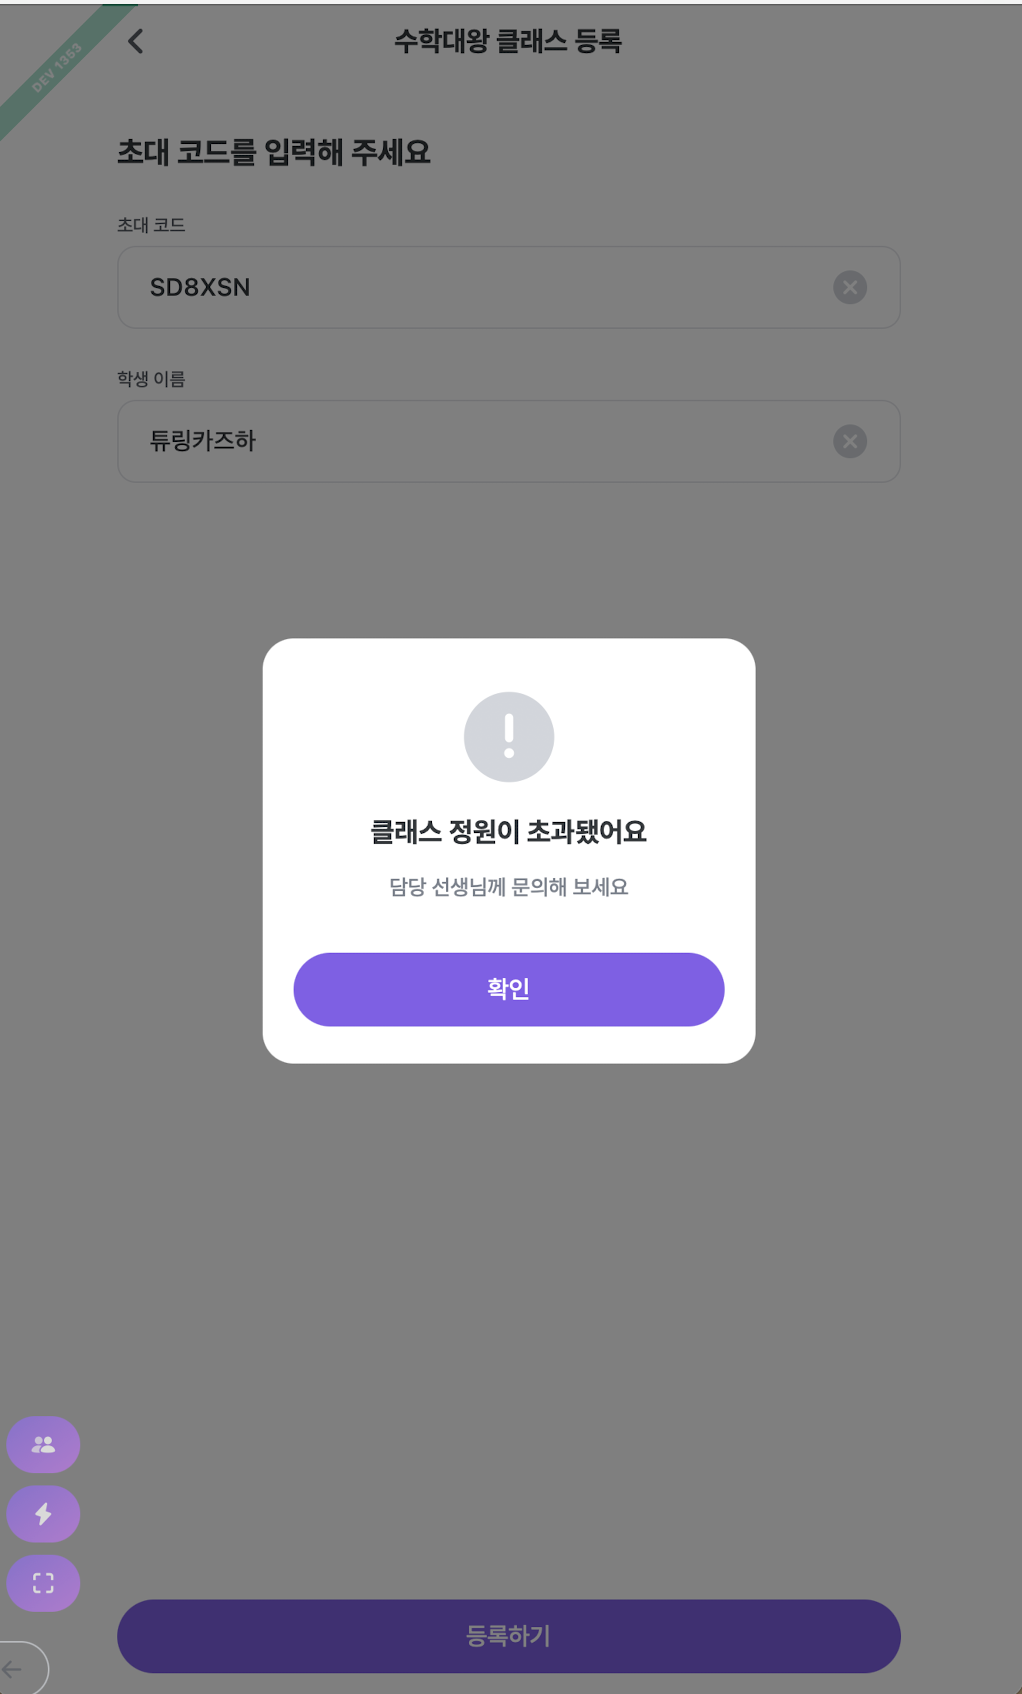 DEV 1353
수학대왕 클래스 등록
초대 코드를 입력해 주세요
초대 코드
SD8XSN
학생 이름
튜링카즈하
클래스 정원이 초과됐어요
담당 선생님께 문의해 보세요
확인
등록하기